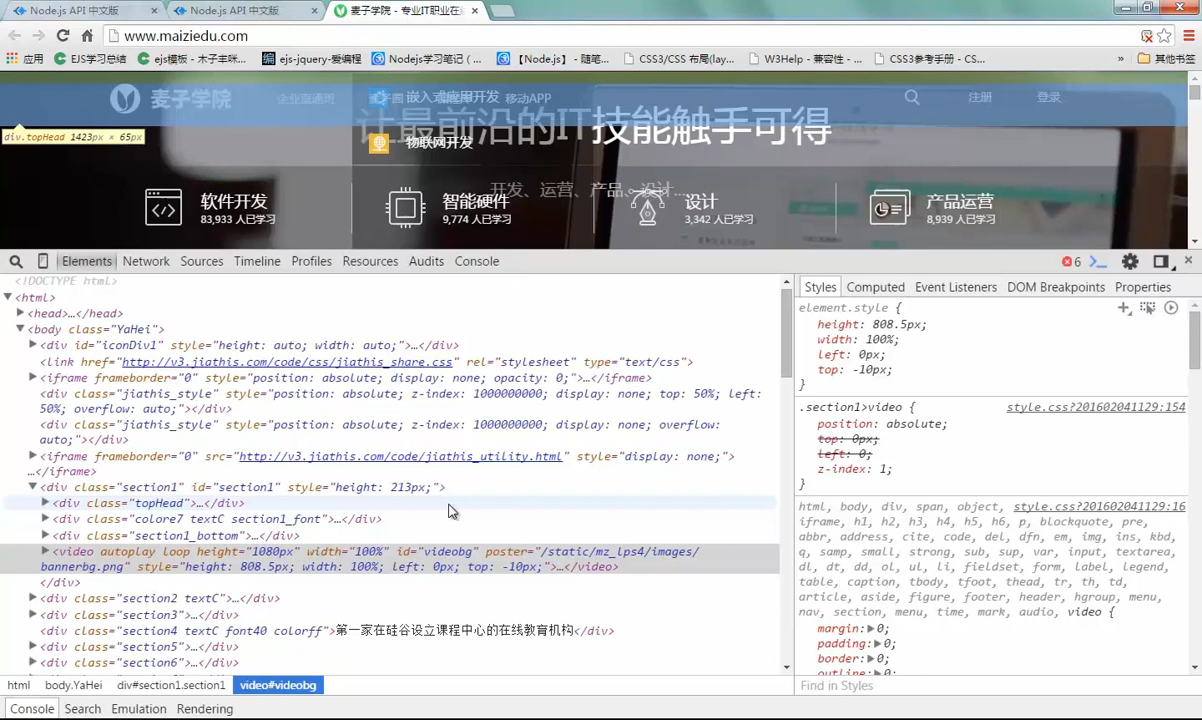 Node.js API 中文版
Node.js API 中文版
麦子学院 - 专业IT职业在
www.maiziedu.com
应用
EJS学习总结
ejs模板 - 木子丰咪...
ejs-jquery-爱编程
Nodejs学习笔记 ( ...
【Node.js】 - 随笔...
CSS3/CSS 布局(lay...
W3Help - 兼容性 - ...
CSS3参考手册 - CS...
»
其他书签
麦子学院
企业直通班
嵌入式应用开发
移动APP
注册
登录
让最前沿的IT技能触手可得
div.topHead 1423px × 65px
物联网开发
开发、运营、产品、设计...
软件开发
83,933 人已学习
智能硬件
9,774 人已学习
设计
3,342 人已学习
产品运营
8,939 人已学习
Elements Network Sources Timeline Profiles Resources Audits Console
6
<!DOCTYPE html>
<html>
<head>…</head>
<body class="YaHei">
<div id="iconDiv1" style="height: auto; width: auto;">…</div>
<link href="http://v3.jiathis.com/code/css/jiathis_share.css" rel="stylesheet" type="text/css">
<iframe frameborder="0" style="position: absolute; display: none; opacity: 0;">…</iframe>
<div class="jiathis_style" style="position: absolute; z-index: 1000000000; display: none; top: 50%; left:
50%; overflow: auto;"></div>
<div class="jiathis_style" style="position: absolute; z-index: 1000000000; display: none; overflow:
auto;"></div>
<iframe frameborder="0" src="http://v3.jiathis.com/code/jiathis_utility.html" style="display: none;">
…</iframe>
<div class="section1" id="section1" style="height: 213px;">
<div class="topHead">…</div>
<div class="colore7 textC section1_font">…</div>
<div class="section1_bottom">…</div>
<video autoplay loop height="1080px" width="100%" id="videobg" poster="/static/mz_lps4/images/
bannerbg.png" style="height: 808.5px; width: 100%; left: 0px; top: -10px;">…</video>
</div>
<div class="section2 textC">…</div>
<div class="section3">…</div>
<div class="section4 textC font40 colorff">第一家在硅谷设立课程中心的在线教育机构</div>
<div class="section5">…</div>
<div class="section6">…</div>
html body.YaHei div#section1.section1 video#videobg
Console Search Emulation Rendering
Styles Computed Event Listeners DOM Breakpoints Properties
element.style {
height: 808.5px;
width: 100%;
left: 0px;
top: -10px;
}
.section1>video { style.css?201602041129:154
position: absolute;
top: 0px;
left: 0;
z-index: 1;
}
html, body, div, span, object, style.css?201602041129:16
iframe, h1, h2, h3, h4, h5, h6, p, blockquote, pre,
abbr, address, cite, code, del, dfn, em, img, ins, kbd,
q, samp, small, strong, sub, sup, var, input, textarea,
dl, dt, dd, ol, ul, li, fieldset, form, label, legend,
table, caption, tbody, tfoot, thead, tr, th, td,
article, aside, figure, footer, header, hgroup, menu,
nav, section, menu, time, mark, audio, video {
margin: 0;
padding: 0;
border: 0;
outline: 0;
Find in Styles